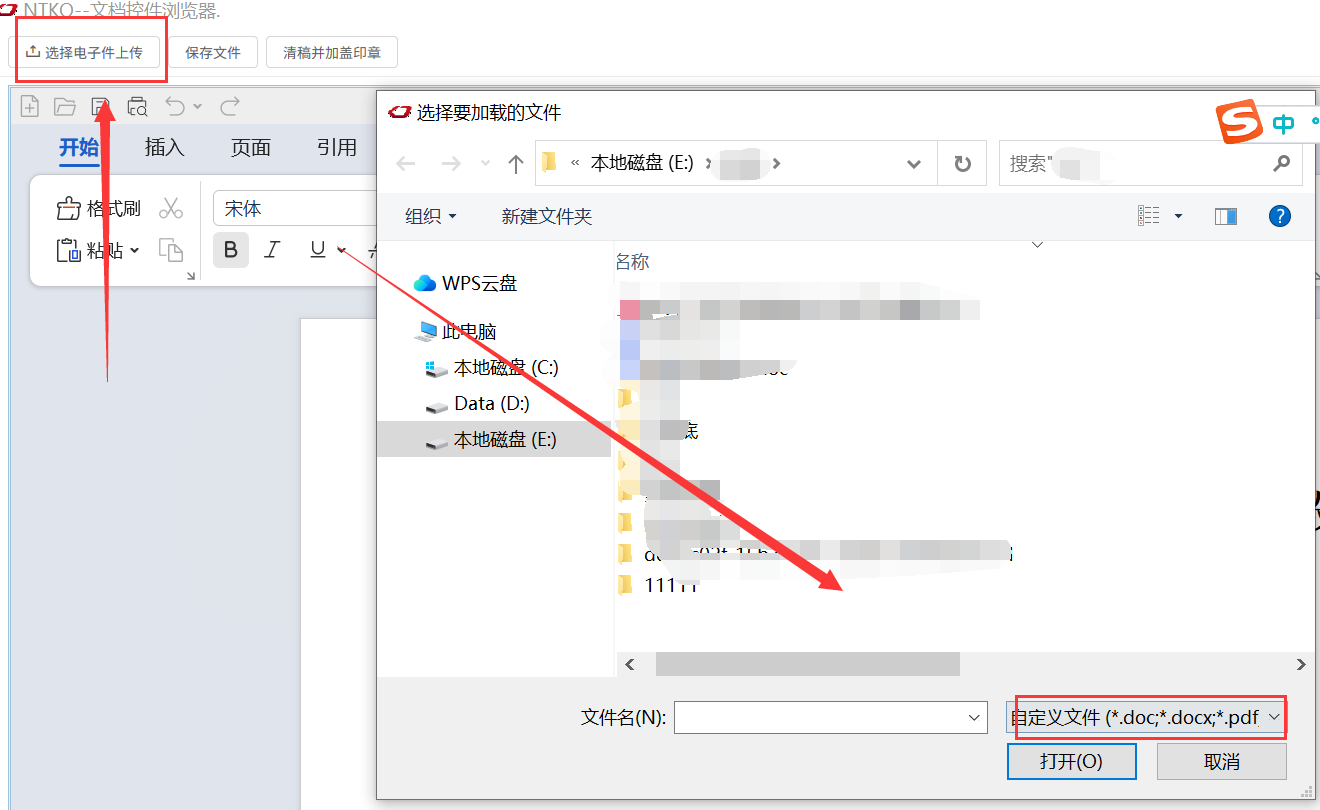 NTKO--文档控件浏览器.
选择电子件上传 保存文件 清稿并加盖印章
选择要加载的文件
中
开始 插入 页面 引用
« 本地磁盘 (E:) 搜索"
格式刷 宋体
组织 新建文件夹
粘贴 B I U
名称
WPS云盘
此电脑
本地磁盘 (C:)
Data (D:)
底
本地磁盘 (E:)
11111
文件名(N): 自定义文件 (*.doc;*.docx;*.pdf
打开(O) 取消